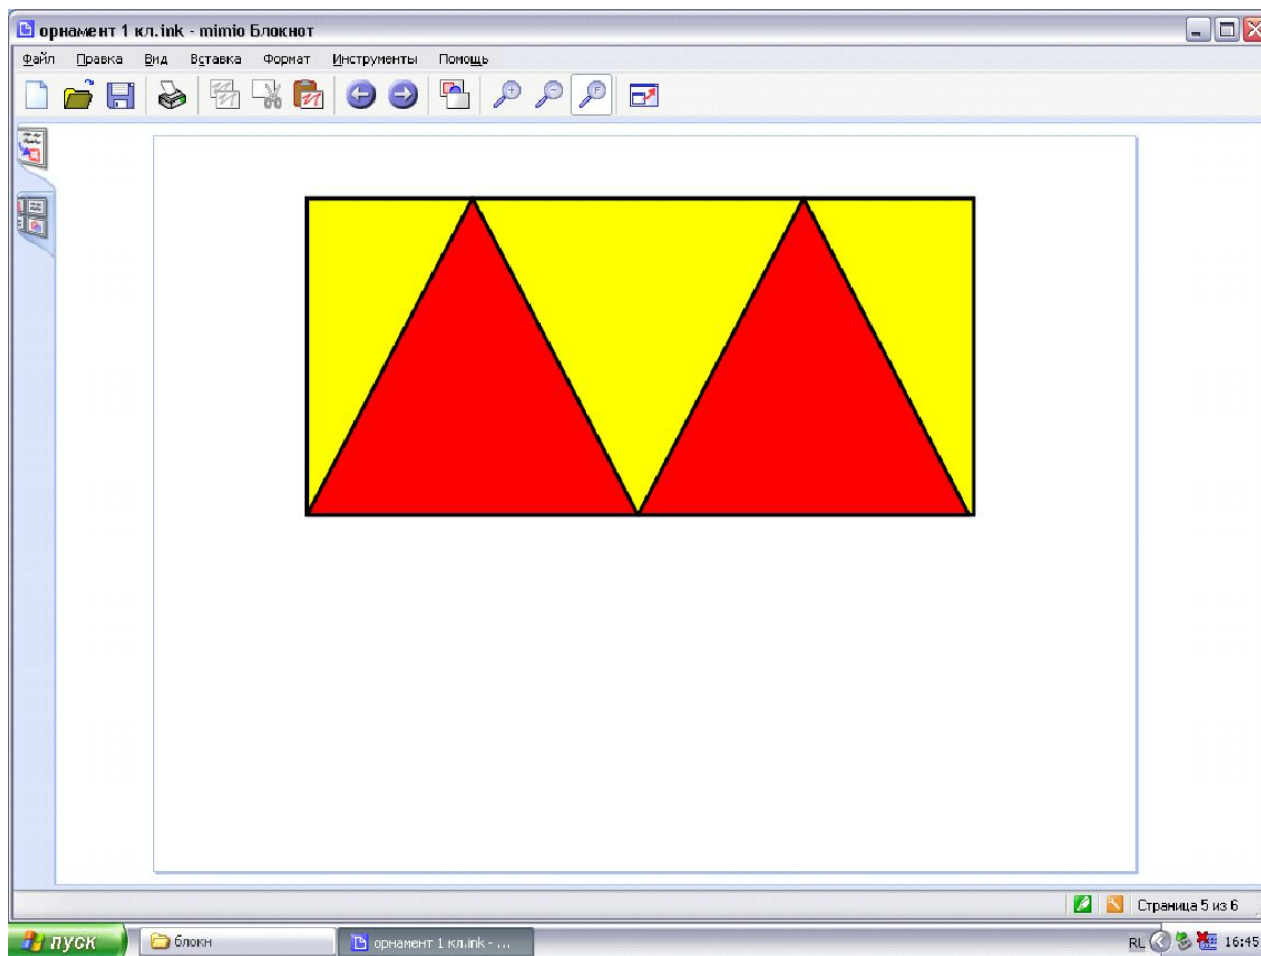 орнамент 1 кл.ink - mimio Блокнот
Файл Правка Вид Вставка Формат Инструменты Помощь
Страница 5 из 6
пуск блокн орнамент 1 кл.ink - ... RL 16:45